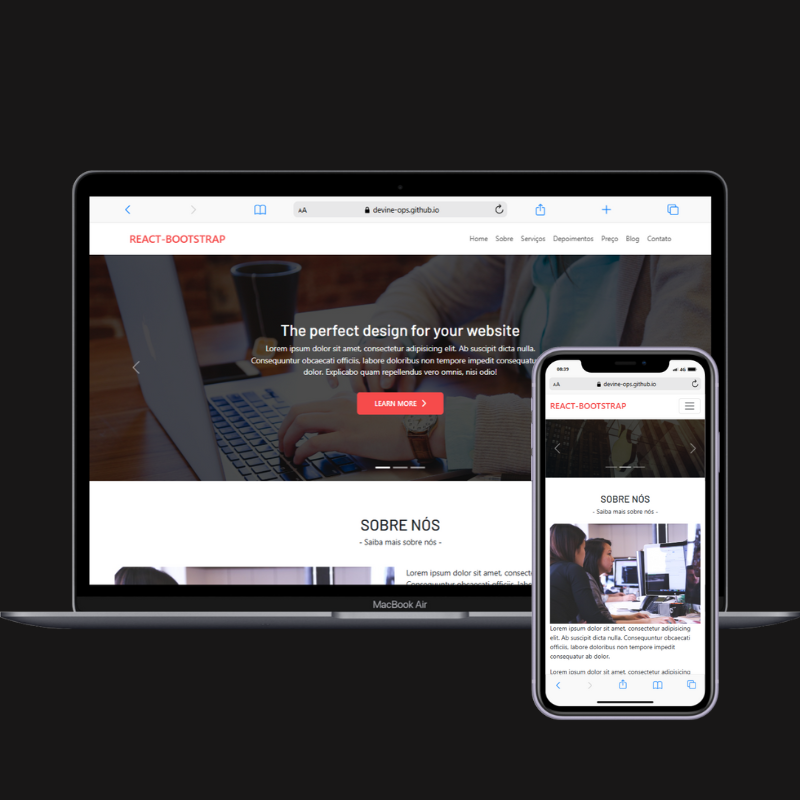 AA devine-ops.github.io
REACT-BOOTSTRAP
Home Sobre Serviços Depoimentos Preço Blog Contato
The perfect design for your website
Lorem ipsum dolor sit amet, consectetur adipisicing elit. Ab suscipit dicta nulla.
Consequuntur obcaecati officiis, labore doloribus non tempore impedit consequatur
dolor. Explicabo quam repellendus vero omnis, nisi odio!
LEARN MORE
SOBRE NÓS
- Saiba mais sobre nós -
Lorem ipsum dolor sit amet,
Consequuntur obcaecati officiis,
MacBook Air
08:29 4G
AA devine-ops.github.io
REACT-BOOTSTRAP
SOBRE NÓS
- Saiba mais sobre nós -
Lorem ipsum dolor sit amet, consectetur adipisicing
elit. Ab suscipit dicta nulla. Consequuntur obcaecati
officiis, labore doloribus non tempore impedit
consequatur ab dolor.
Lorem ipsum dolor sit amet, consectetur adipisicing